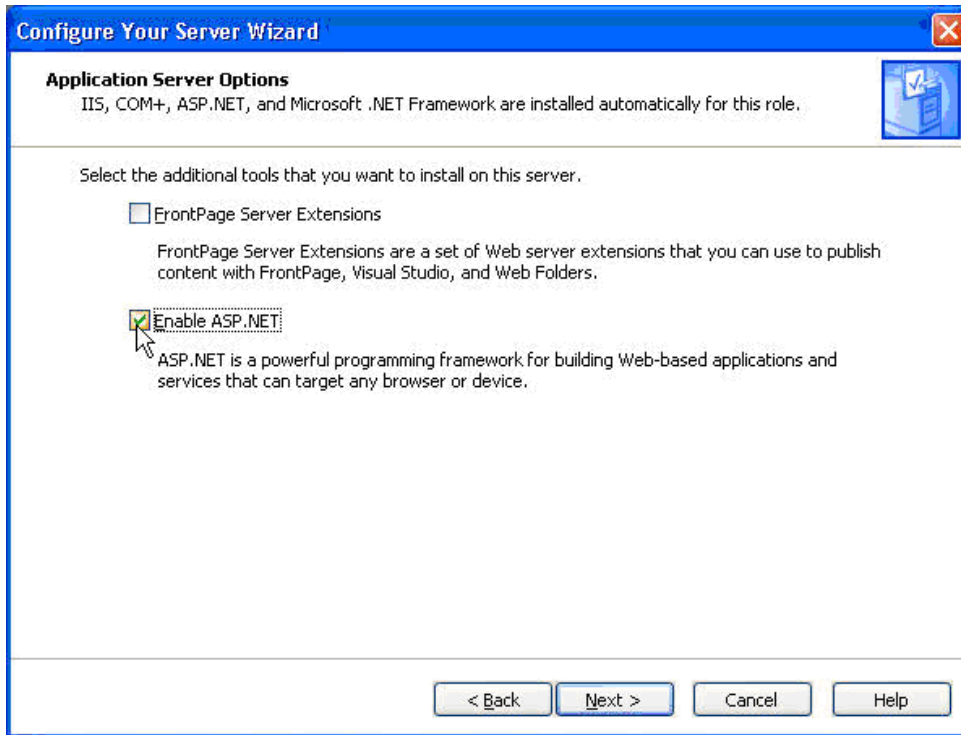 Configure Your Server Wizard
Application Server Options
IIS, COM+, ASP.NET, and Microsoft .NET Framework are installed automatically for this role.
Select the additional tools that you want to install on this server.
FrontPage Server Extensions
FrontPage Server Extensions are a set of Web server extensions that you can use to publish
content with FrontPage, Visual Studio, and Web Folders.
Enable ASP.NET
ASP.NET is a powerful programming framework for building Web-based applications and
services that can target any browser or device.
< Back Next > Cancel Help